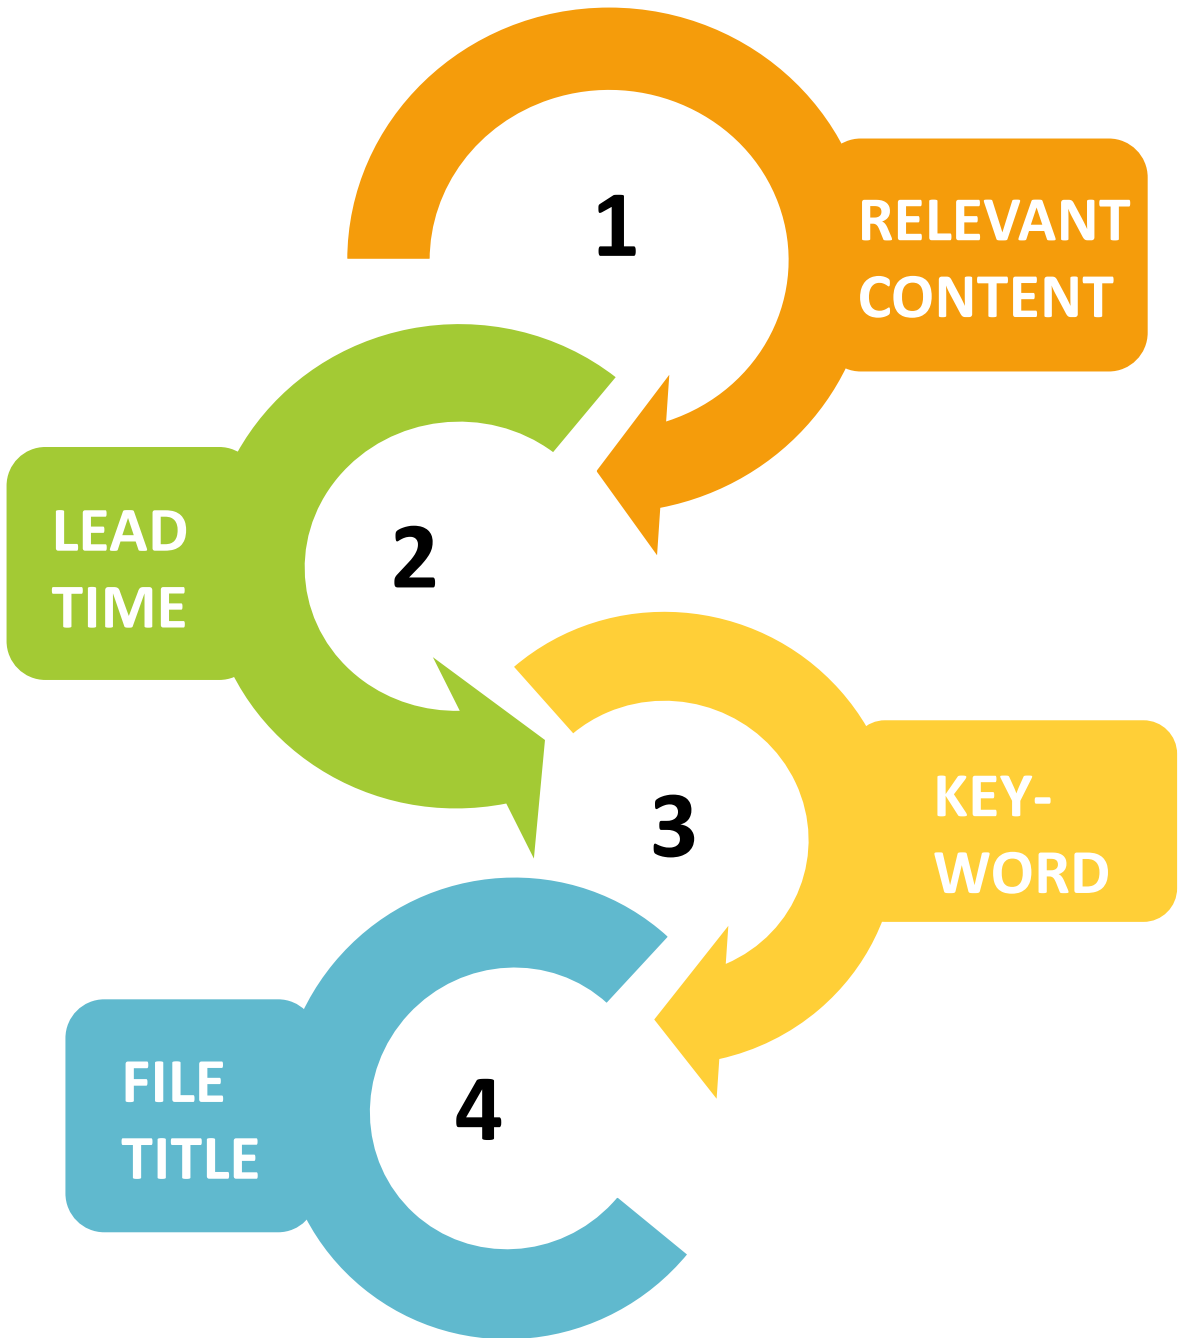 1
RELEVANT
CONTENT
LEAD
TIME
2
3
KEY-
WORD
FILE
TITLE
4